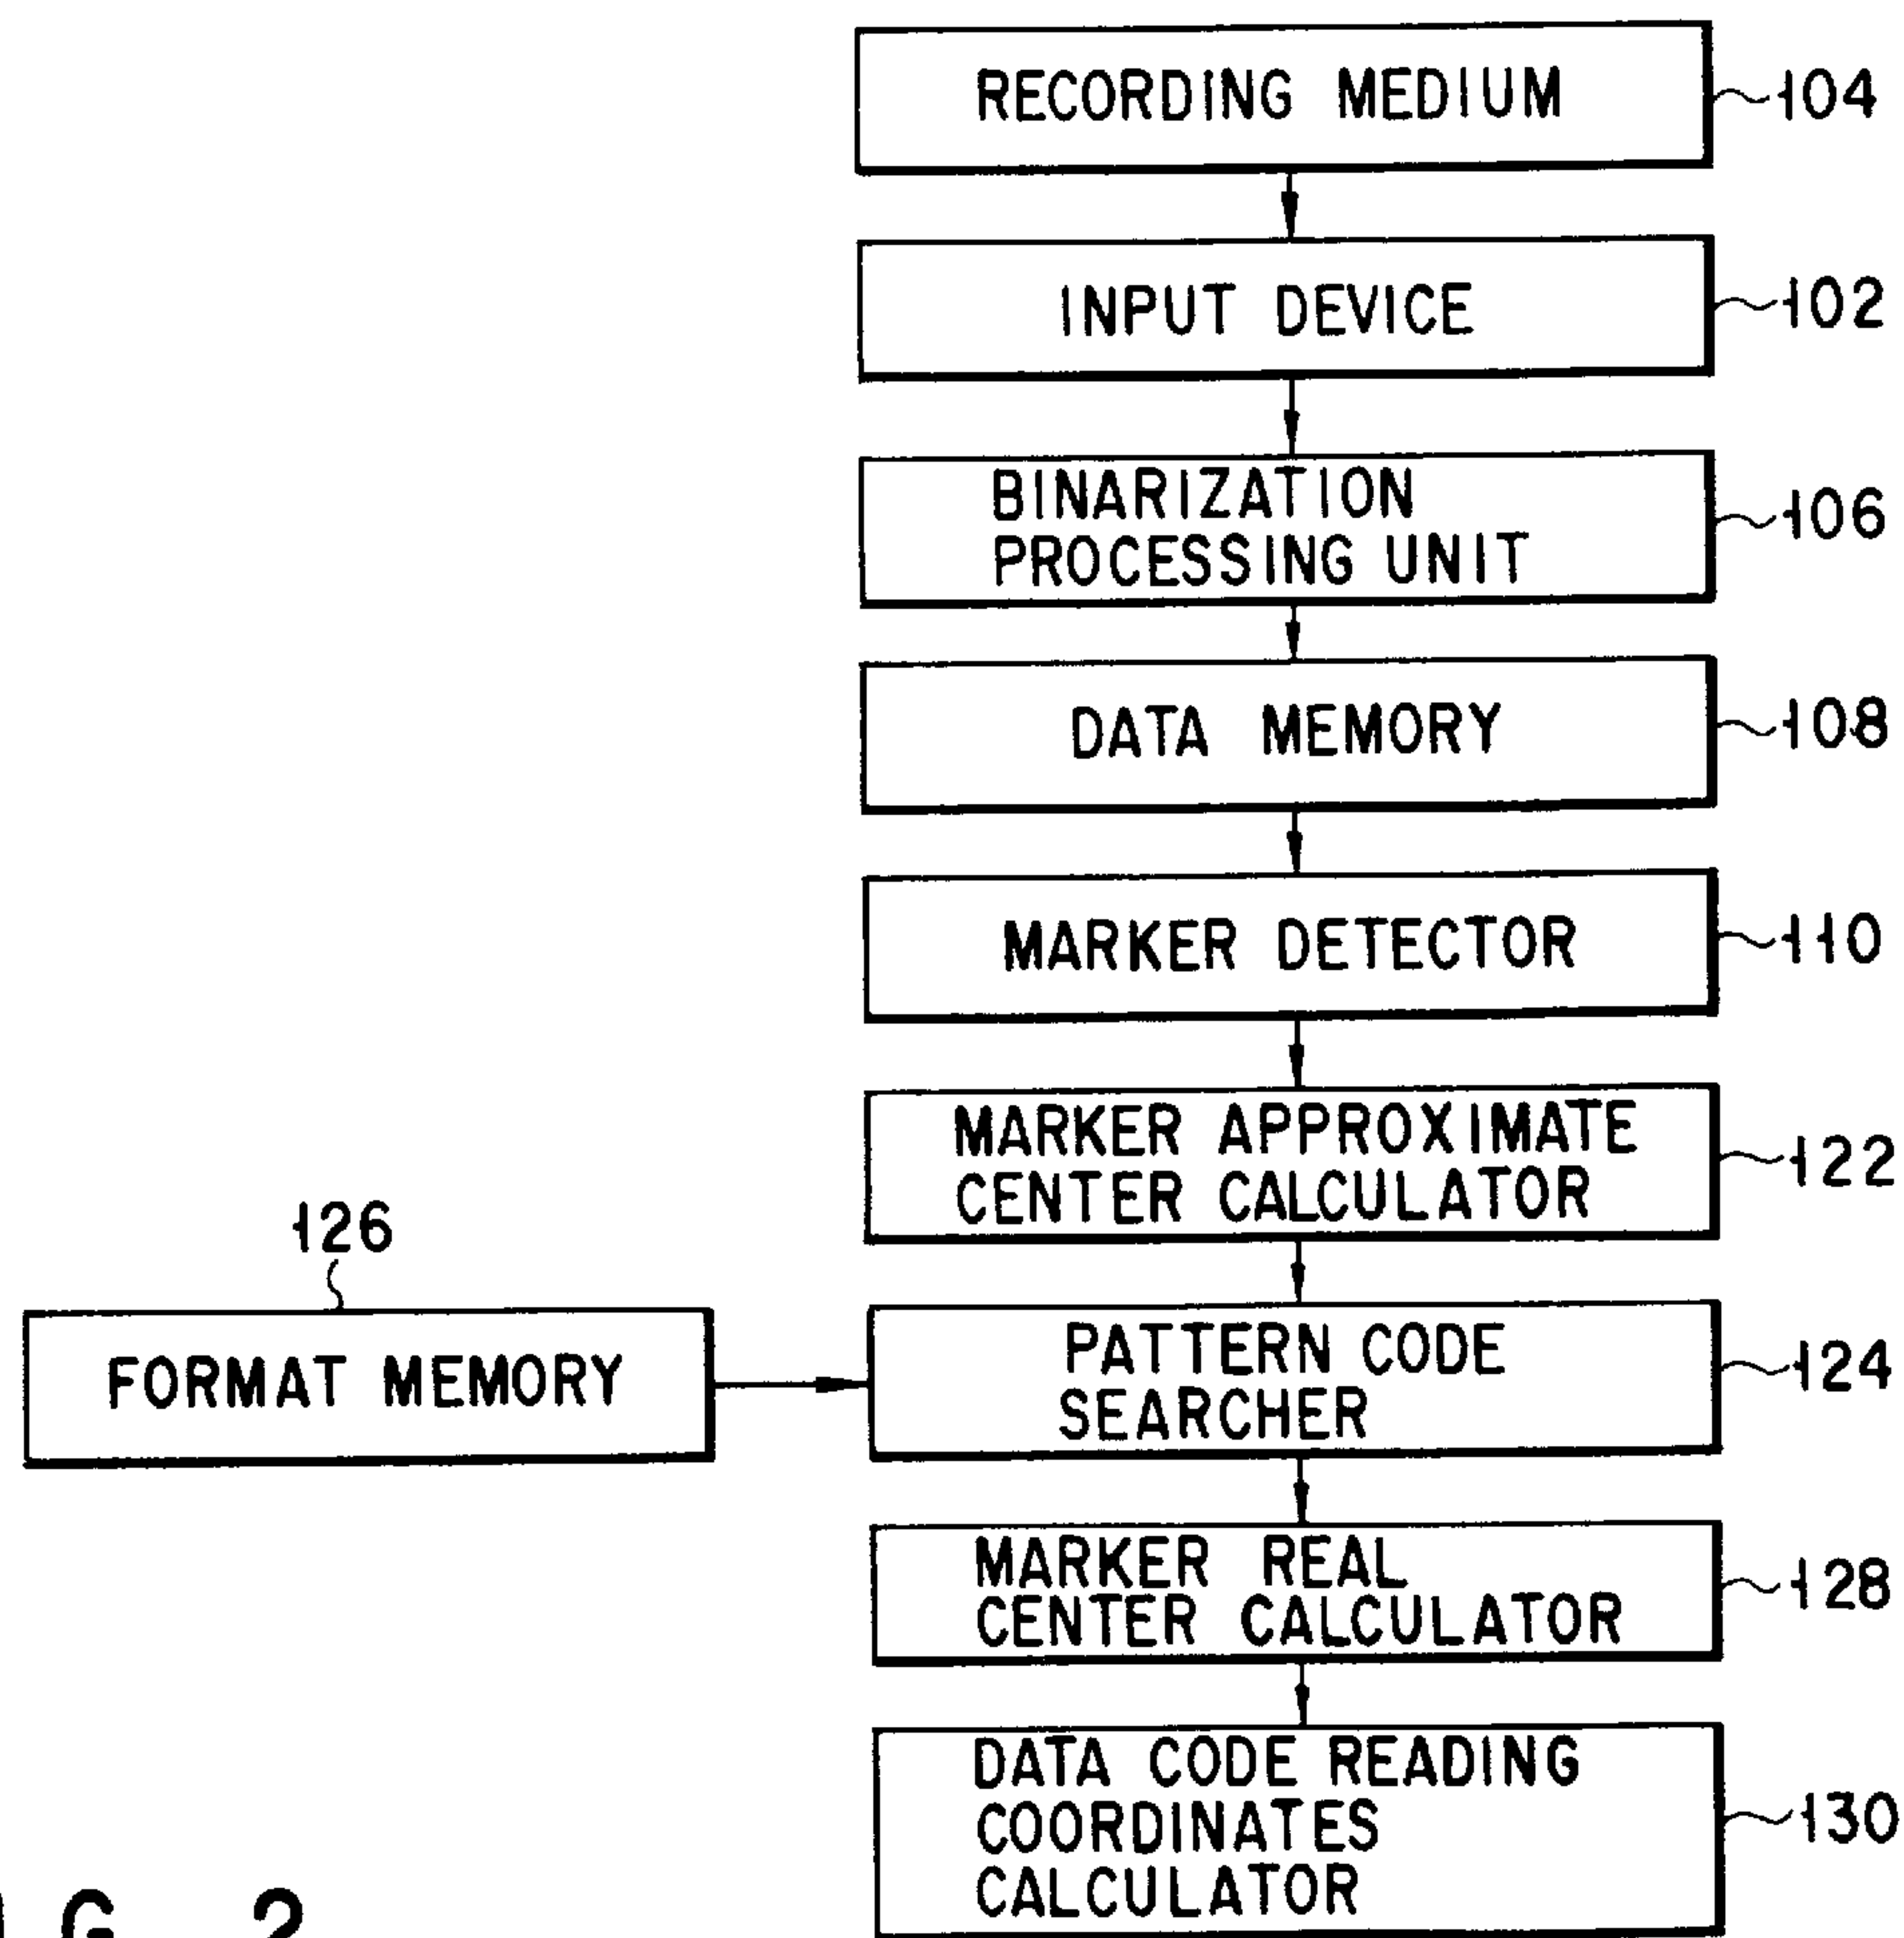 RECORDING MEDIUM
104
INPUT DEVICE
102
BINARIZATION
PROCESSING UNIT
106
DATA MEMORY
108
MARKER DETECTOR
110
MARKER APPROXIMATE
CENTER CALCULATOR
122
126
FORMAT MEMORY
PATTERN CODE
SEARCHER
124
MARKER REAL
CENTER CALCULATOR
128
DATA CODE READING
COORDINATES
CALCULATOR
130
G. 2